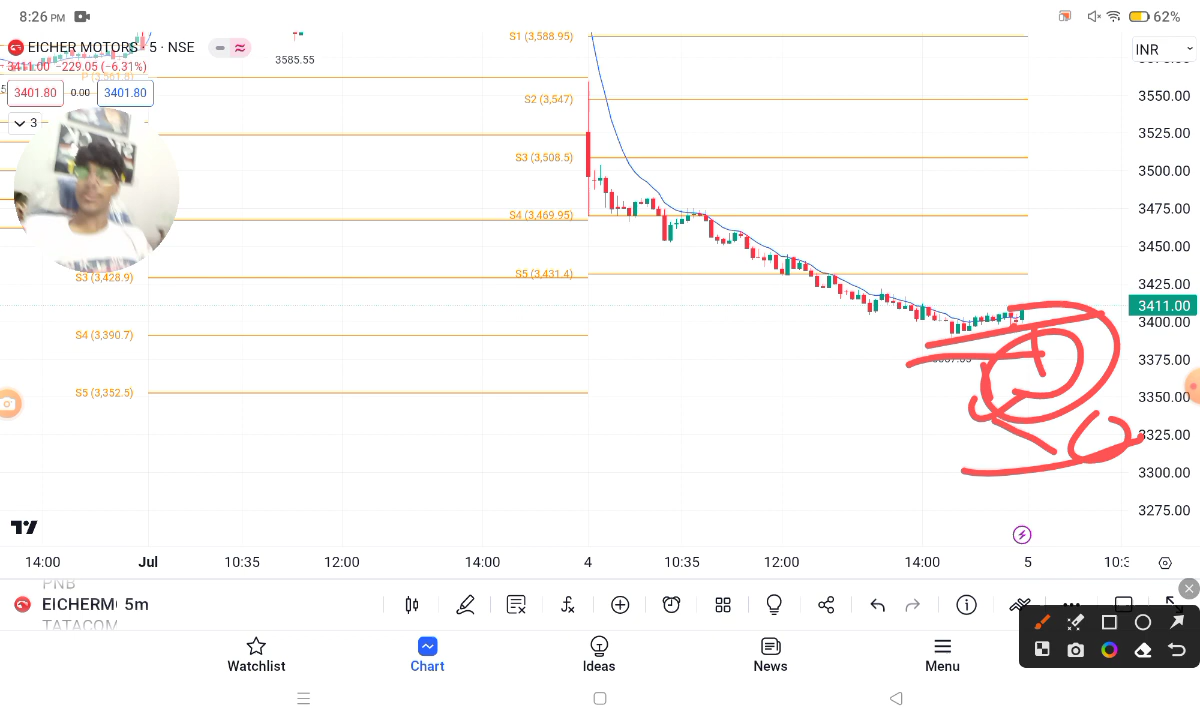 8:26 PM
62%
EICHER MOTORS · 5 · NSE
3411.00 −229.05 (−6.31%)
P (3,561.8)
3401.80 0.00 3401.80
3
3585.55
INR
S1 (3,588.95)
S2 (3,547)
S3 (3,508.5)
S4 (3,469.95)
S5 (3,431.4)
S3 (3,428.9)
S4 (3,390.7)
S5 (3,352.5)
3550.00
3525.00
3500.00
3475.00
3450.00
3425.00
3411.00
3400.00
3375.00
3350.00
3325.00
3300.00
3275.00
14:00 Jul 10:35 12:00 14:00 4 10:35 12:00 14:00 5
PNB
EICHERM 5m
TATACOM
Watchlist Chart Ideas News Menu